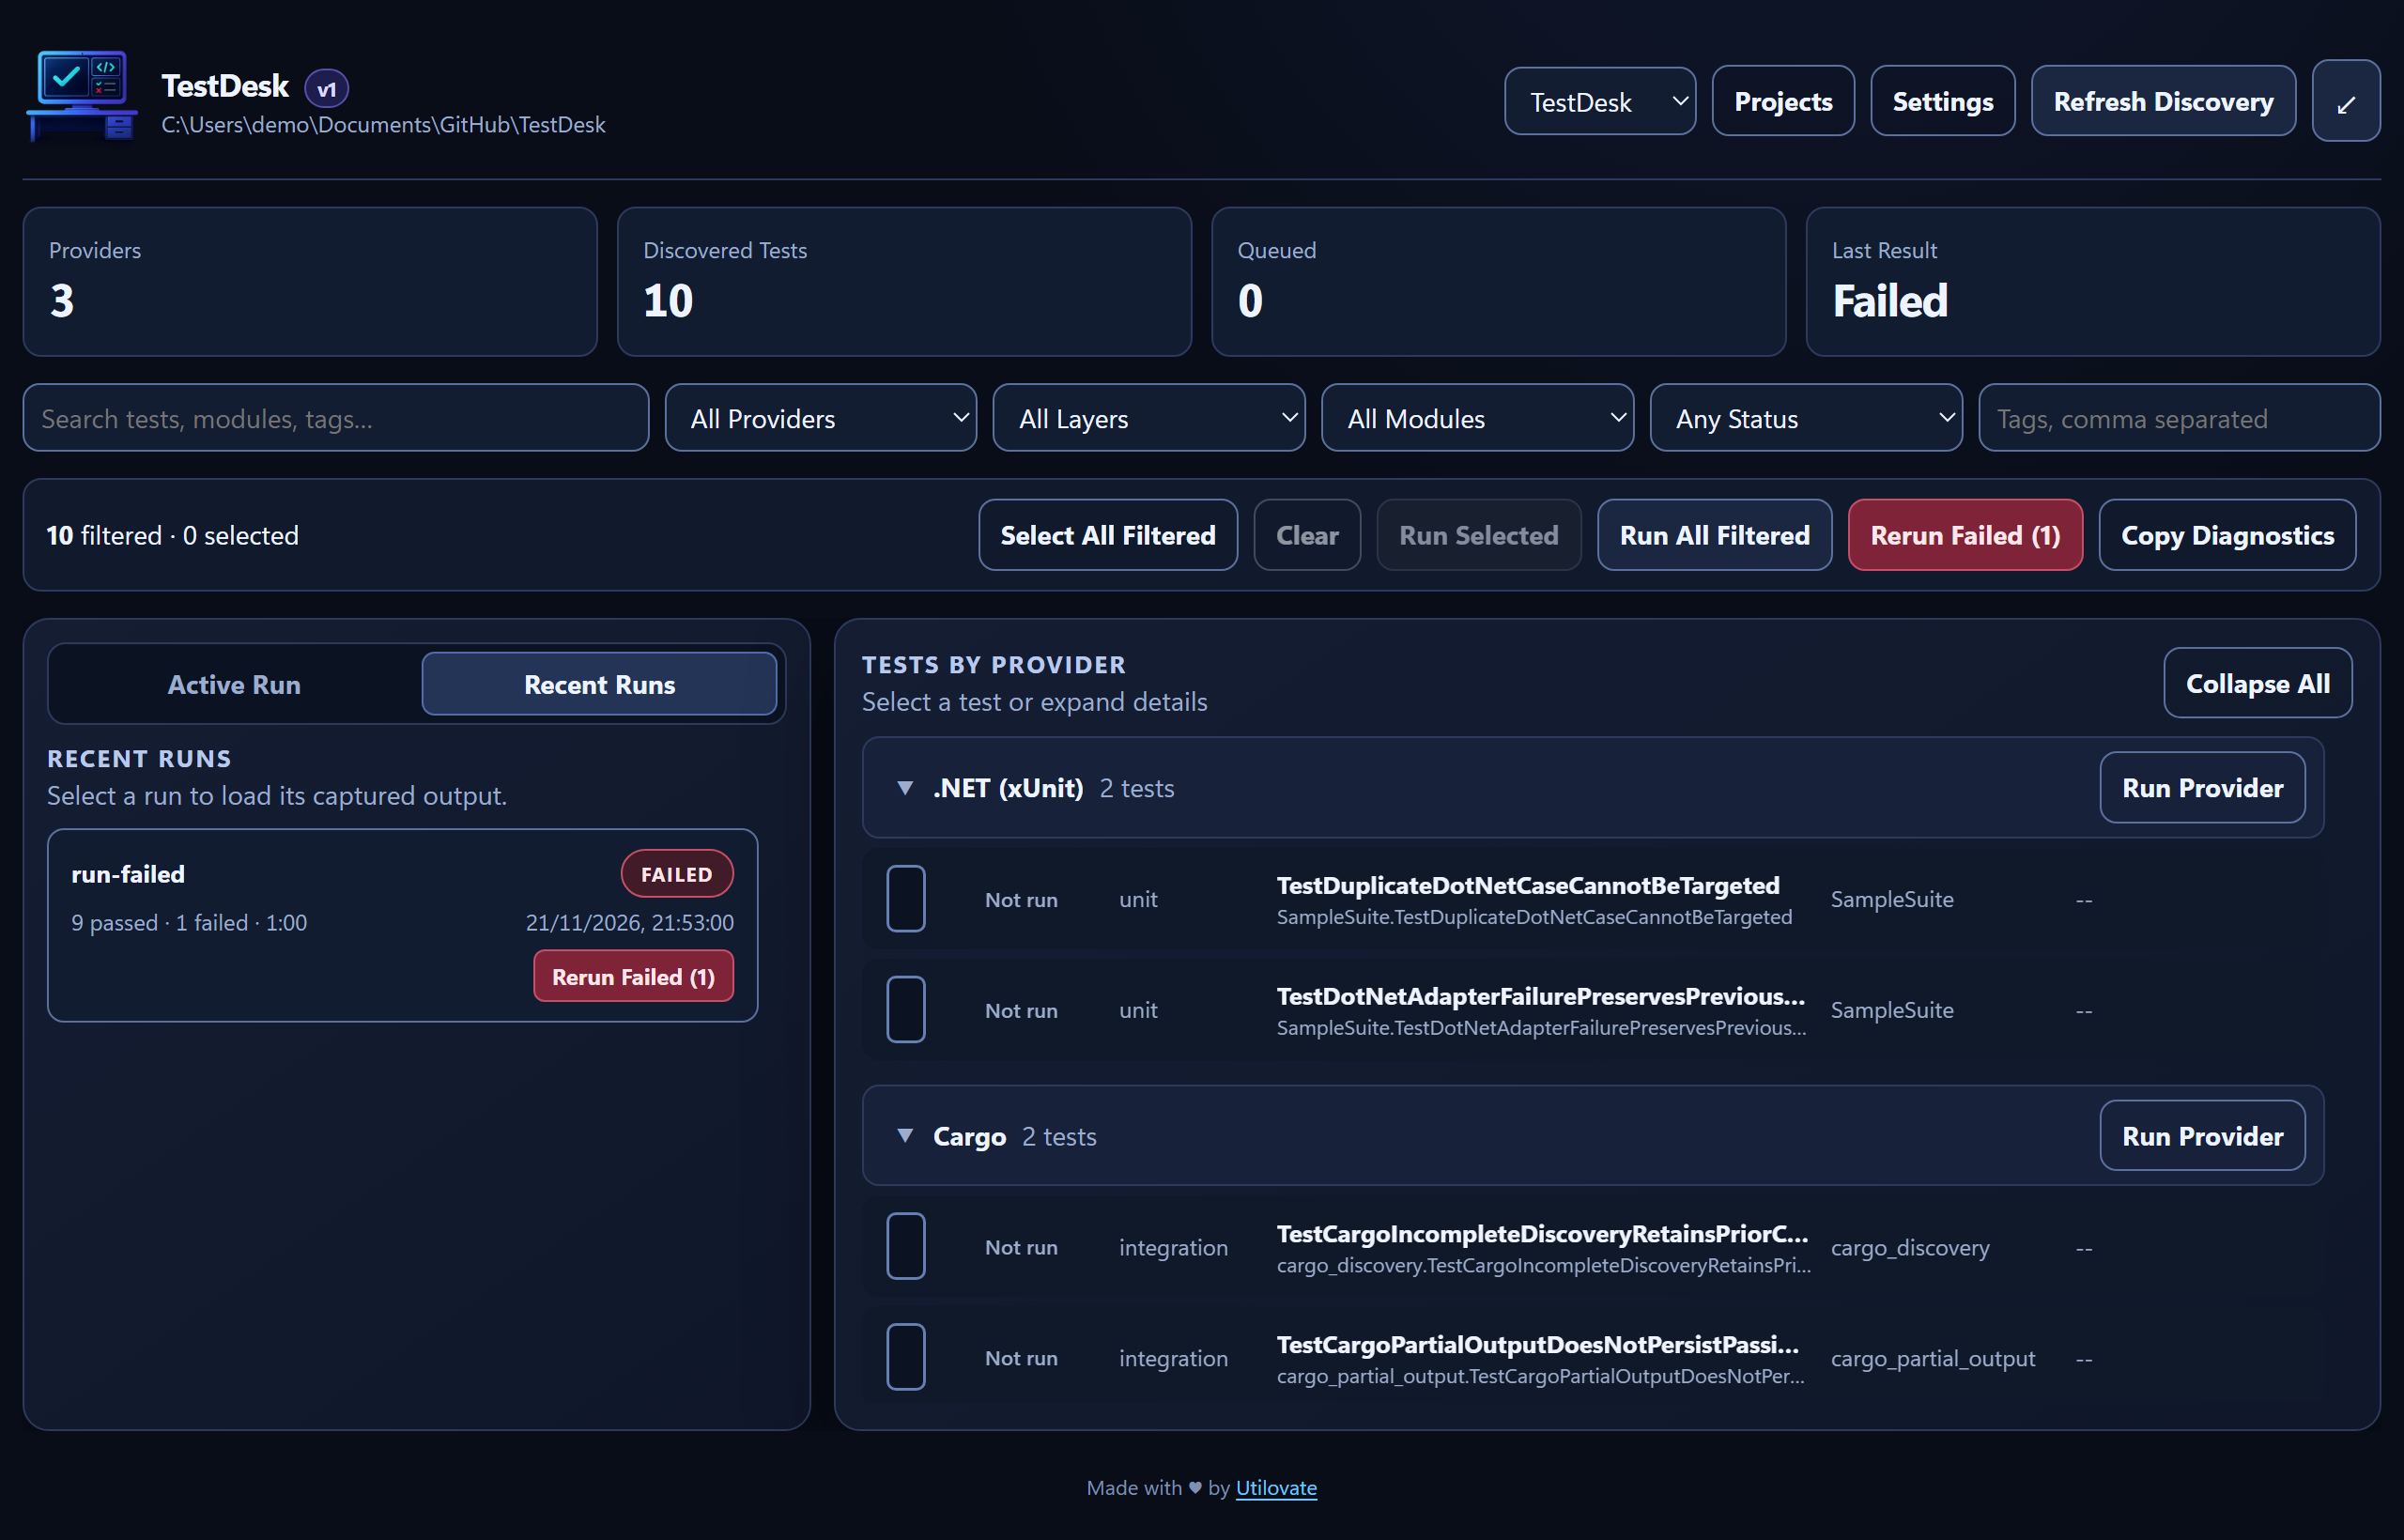 TestDesk v1
C:\Users\demo\Documents\GitHub\TestDesk
TestDesk
Projects
Settings
Refresh Discovery
Providers
3
Discovered Tests
10
Queued
0
Last Result
Failed
Search tests, modules, tags...
All Providers
All Layers
All Modules
Any Status
Tags, comma separated
10 filtered · 0 selected
Select All Filtered
Clear
Run Selected
Run All Filtered
Rerun Failed (1)
Copy Diagnostics
Active Run
Recent Runs
RECENT RUNS
Select a run to load its captured output.
run-failed
FAILED
9 passed · 1 failed · 1:00
21/11/2026, 21:53:00
Rerun Failed (1)
TESTS BY PROVIDER
Select a test or expand details
Collapse All
.NET (xUnit) 2 tests
Run Provider
Not run
unit
TestDuplicateDotNetCaseCannotBeTargeted
SampleSuite.TestDuplicateDotNetCaseCannotBeTargeted
SampleSuite
--
Not run
unit
TestDotNetAdapterFailurePreservesPrevious...
SampleSuite.TestDotNetAdapterFailurePreservesPrevious...
SampleSuite
--
Cargo 2 tests
Run Provider
Not run
integration
TestCargoIncompleteDiscoveryRetainsPriorC...
cargo_discovery.TestCargoIncompleteDiscoveryRetainsPri...
cargo_discovery
--
Not run
integration
TestCargoPartialOutputDoesNotPersistPassi...
cargo_partial_output.TestCargoPartialOutputDoesNotPer...
cargo_partial_output
--
Made with ♥ by Utilovate